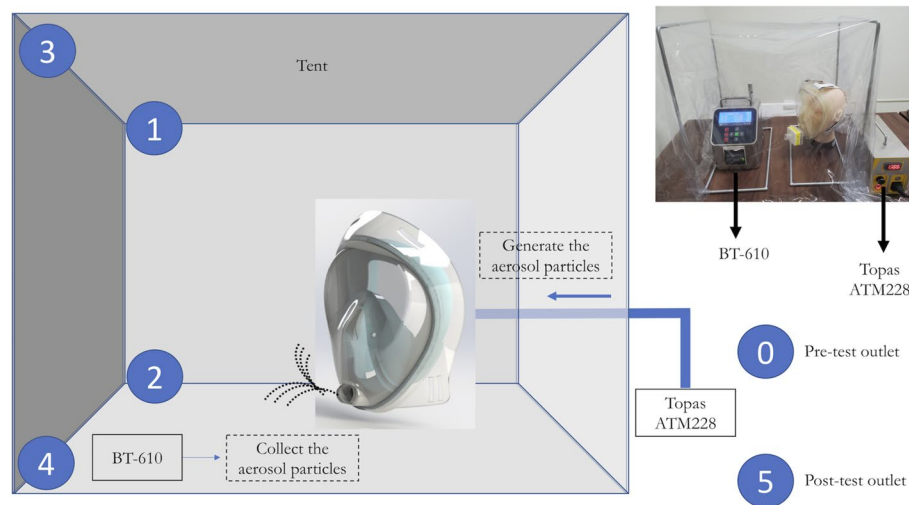 3
Tent
1
Generate the
aerosol particles
BT-610
Topas
ATM228
0
Pre-test outlet
2
Topas
ATM228
4
BT-610
Collect the
aerosol particles
5
Post-test outlet